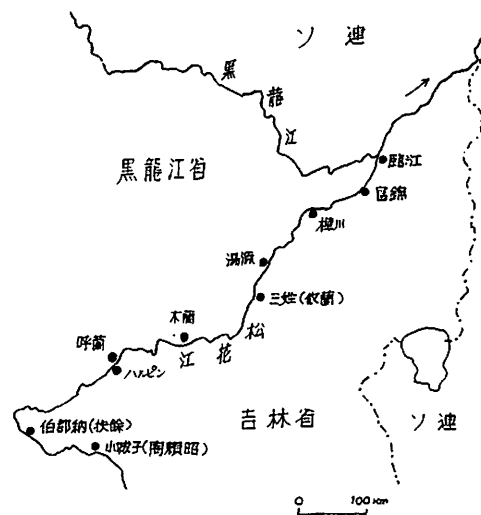 ソ連
黒龍江
臨江
黒龍江省
富錦
樺川
湯源
三姓(依蘭)
木蘭
松花江
呼蘭
ハルピン
吉林省
ソ連
伯都納(扶餘)
小城子(陶頼昭)
0 100km